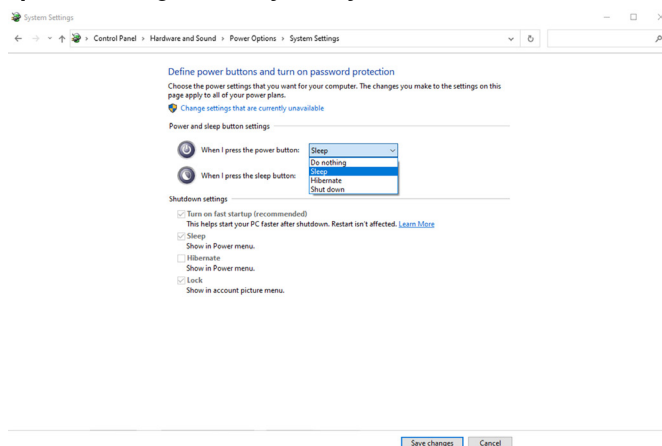 System Settings
Control Panel > Hardware and Sound > Power Options > System Settings
Define power buttons and turn on password protection
Choose the power settings that you want for your computer. The changes you make to the settings on this
page apply to all of your power plans.
Change settings that are currently unavailable
Power and sleep button settings
When I press the power button: Sleep
Do nothing
Sleep
When I press the sleep button:
Hibernate
Shut down
Shutdown settings
Turn on fast startup (recommended)
This helps start your PC faster after shutdown. Restart isn't affected. Learn More
Sleep
Show in Power menu.
Hibernate
Show in Power menu.
Lock
Show in account picture menu.
Save changes Cancel